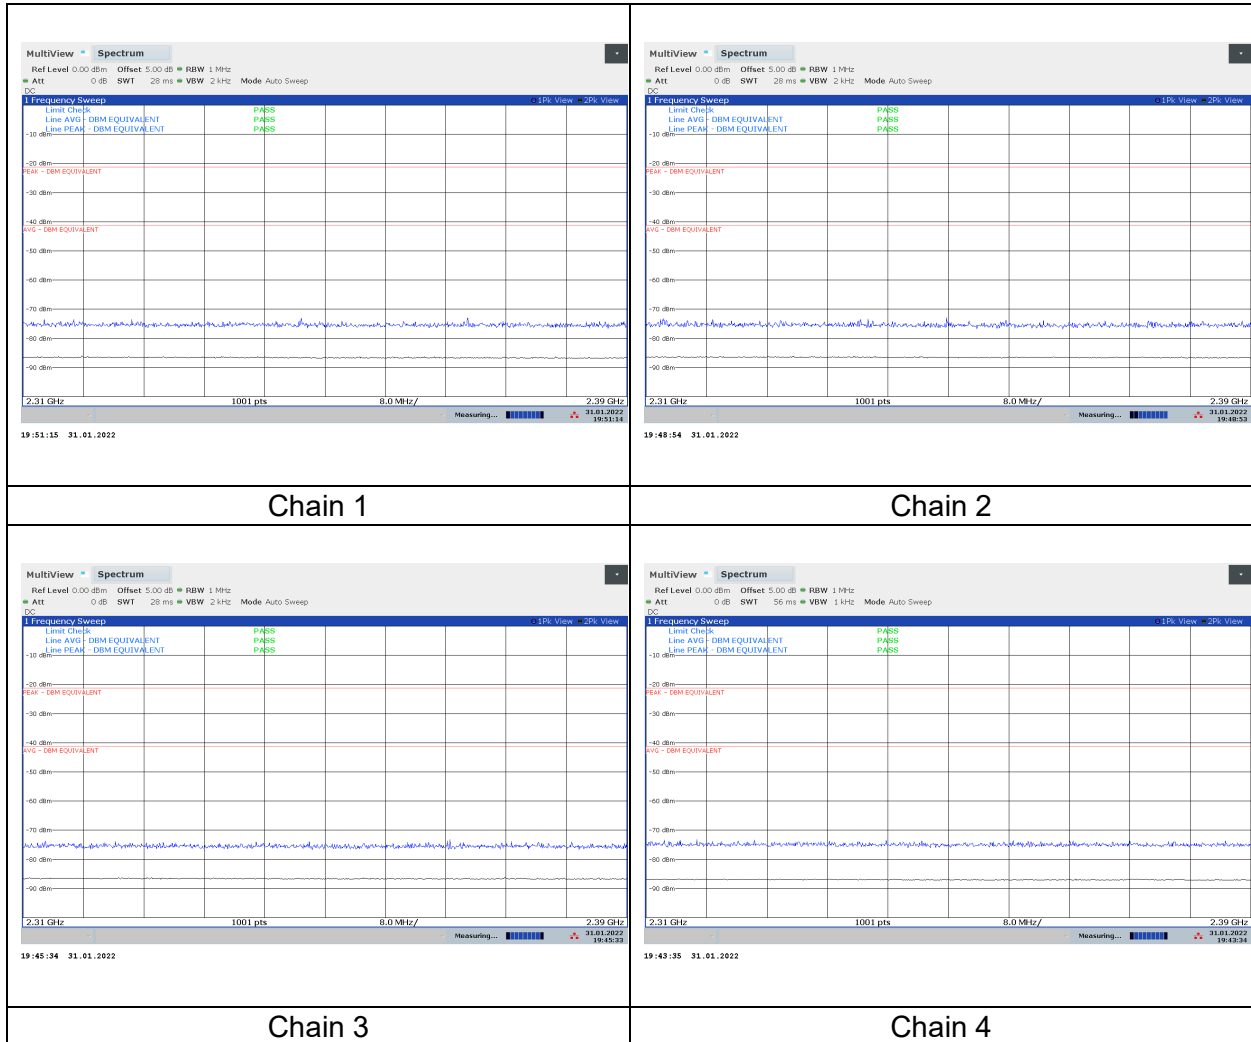 MultiView Spectrum
Ref Level 0.00 dBm Offset 5.00 dB RBW 1 MHz
Att 0 dB SWT 28 ms VBW 2 kHz Mode Auto Sweep
DC
1 Frequency Sweep 1Pk View 2Pk View
Limit Check PASS
Line AVG - DBM EQUIVALENT PASS
Line PEAK - DBM EQUIVALENT PASS
-10 dBm
-20 dBm
PEAK - DBM EQUIVALENT
-30 dBm
-40 dBm
AVG - DBM EQUIVALENT
-50 dBm
-60 dBm
-70 dBm
-80 dBm
-90 dBm
2.31 GHz 1001 pts 8.0 MHz/ 2.39 GHz
Measuring... 31.01.2022
19:51:14
19:51:15 31.01.2022
Chain 1
MultiView Spectrum
Ref Level 0.00 dBm Offset 5.00 dB RBW 1 MHz
Att 0 dB SWT 28 ms VBW 2 kHz Mode Auto Sweep
DC
1 Frequency Sweep 1Pk View 2Pk View
Limit Check PASS
Line AVG - DBM EQUIVALENT PASS
Line PEAK - DBM EQUIVALENT PASS
-10 dBm
-20 dBm
PEAK - DBM EQUIVALENT
-30 dBm
-40 dBm
AVG - DBM EQUIVALENT
-50 dBm
-60 dBm
-70 dBm
-80 dBm
-90 dBm
2.31 GHz 1001 pts 8.0 MHz/ 2.39 GHz
Measuring... 31.01.2022
19:48:53
19:48:54 31.01.2022
Chain 2
MultiView Spectrum
Ref Level 0.00 dBm Offset 5.00 dB RBW 1 MHz
Att 0 dB SWT 28 ms VBW 2 kHz Mode Auto Sweep
DC
1 Frequency Sweep 1Pk View 2Pk View
Limit Check PASS
Line AVG - DBM EQUIVALENT PASS
Line PEAK - DBM EQUIVALENT PASS
-10 dBm
-20 dBm
PEAK - DBM EQUIVALENT
-30 dBm
-40 dBm
AVG - DBM EQUIVALENT
-50 dBm
-60 dBm
-70 dBm
-80 dBm
-90 dBm
2.31 GHz 1001 pts 8.0 MHz/ 2.39 GHz
Measuring... 31.01.2022
19:45:33
19:45:34 31.01.2022
Chain 3
MultiView Spectrum
Ref Level 0.00 dBm Offset 5.00 dB RBW 1 MHz
Att 0 dB SWT 56 ms VBW 1 kHz Mode Auto Sweep
DC
1 Frequency Sweep 1Pk View 2Pk View
Limit Check PASS
Line AVG - DBM EQUIVALENT PASS
Line PEAK - DBM EQUIVALENT PASS
-10 dBm
-20 dBm
PEAK - DBM EQUIVALENT
-30 dBm
-40 dBm
AVG - DBM EQUIVALENT
-50 dBm
-60 dBm
-70 dBm
-80 dBm
-90 dBm
2.31 GHz 1001 pts 8.0 MHz/ 2.39 GHz
Measuring... 31.01.2022
19:43:34
19:43:35 31.01.2022
Chain 4